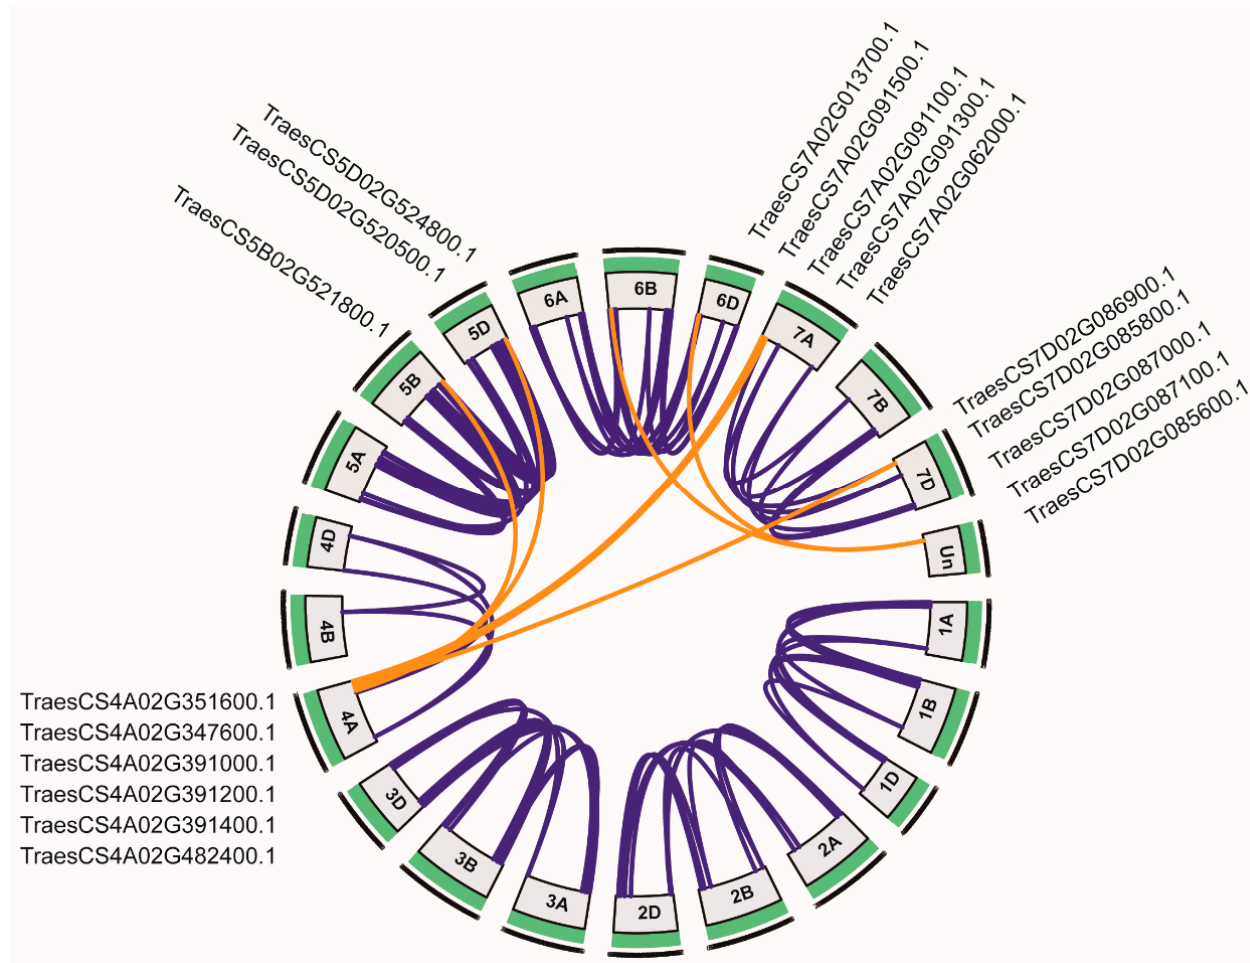 TraesCS7A02G013700.1
TraesCS7A02G091500.1
TraesCS7A02G091100.1
TraesCS7A02G091300.1
TraesCS7A02G062000.1
TraesCS5D02G524800.1
TraesCS5D02G520500.1
TraesCS5B02G521800.1
TraesCS7D02G086900.1
TraesCS7D02G085800.1
TraesCS7D02G087000.1
TraesCS7D02G087100.1
TraesCS7D02G085600.1
6A
6B
6D
7A
7B
7D
Un
1A
1B
1D
2A
2B
2D
3A
3B
3D
4A
4B
4D
5A
5B
5D
TraesCS4A02G351600.1
TraesCS4A02G347600.1
TraesCS4A02G391000.1
TraesCS4A02G391200.1
TraesCS4A02G391400.1
TraesCS4A02G482400.1